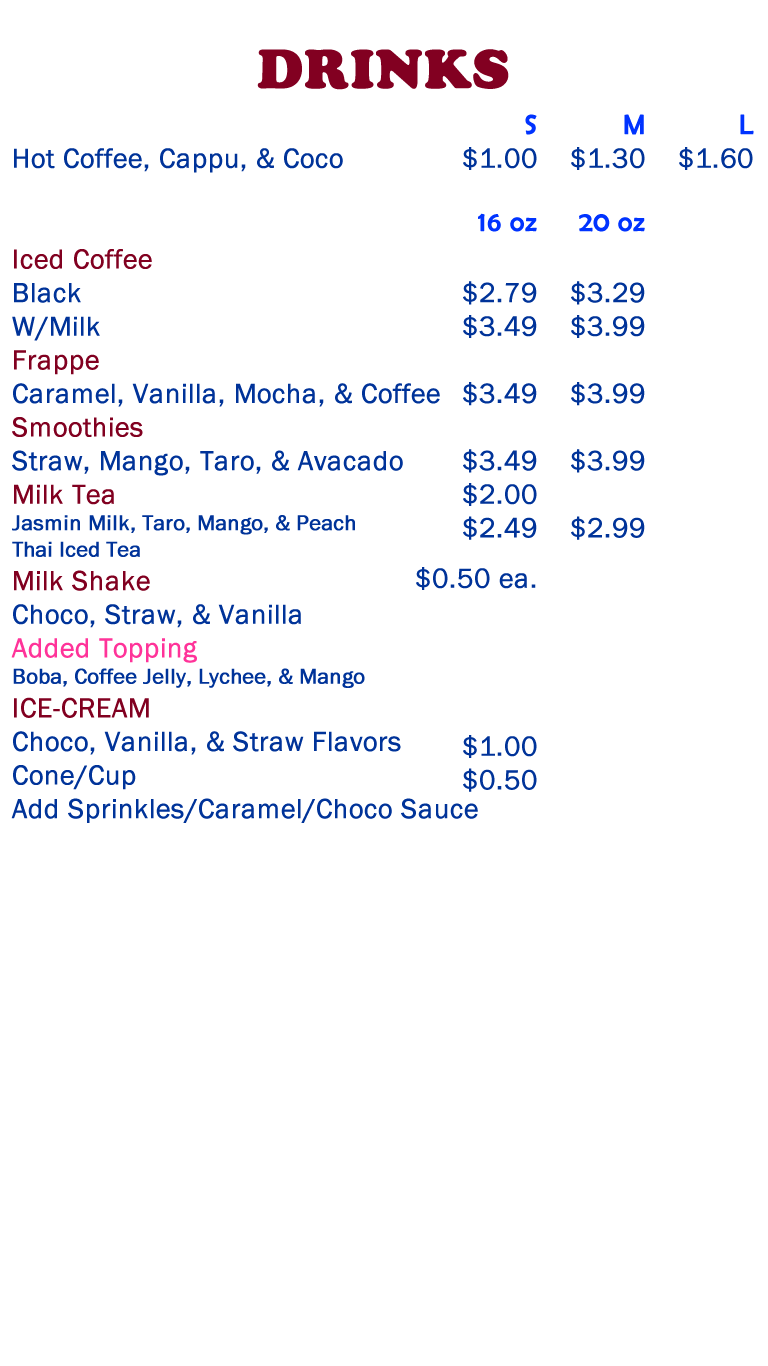 DRINKS
S M L
Hot Coffee, Cappu, & Coco $1.00 $1.30 $1.60
16 oz 20 oz
Iced Coffee
Black $2.79 $3.29
W/Milk $3.49 $3.99
Frappe
Caramel, Vanilla, Mocha, & Coffee $3.49 $3.99
Smoothies
Straw, Mango, Taro, & Avacado $3.49 $3.99
Milk Tea $2.00
Jasmin Milk, Taro, Mango, & Peach $2.49 $2.99
Thai Iced Tea
Milk Shake $0.50 ea.
Choco, Straw, & Vanilla
Added Topping
Boba, Coffee Jelly, Lychee, & Mango
ICE-CREAM
Choco, Vanilla, & Straw Flavors $1.00
Cone/Cup $0.50
Add Sprinkles/Caramel/Choco Sauce